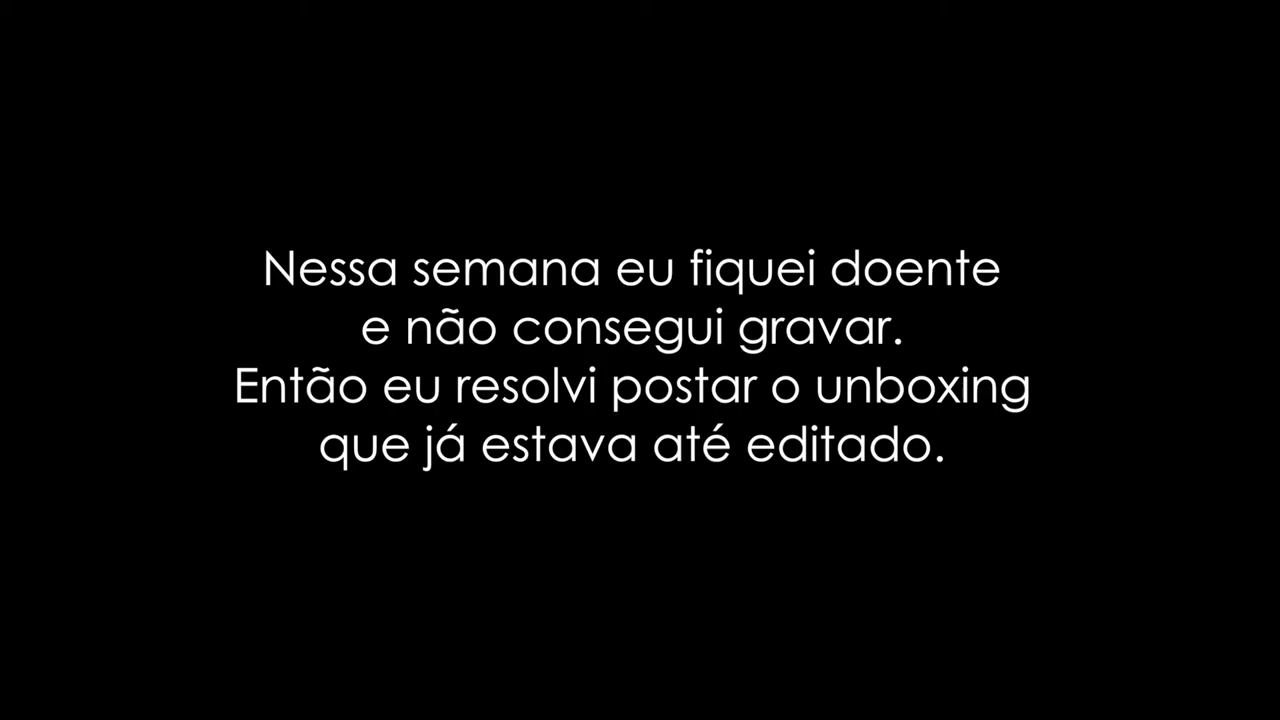 Nessa semana eu fiquei doente
e não consegui gravar.
Então eu resolvi postar o unboxing
que já estava até editado.